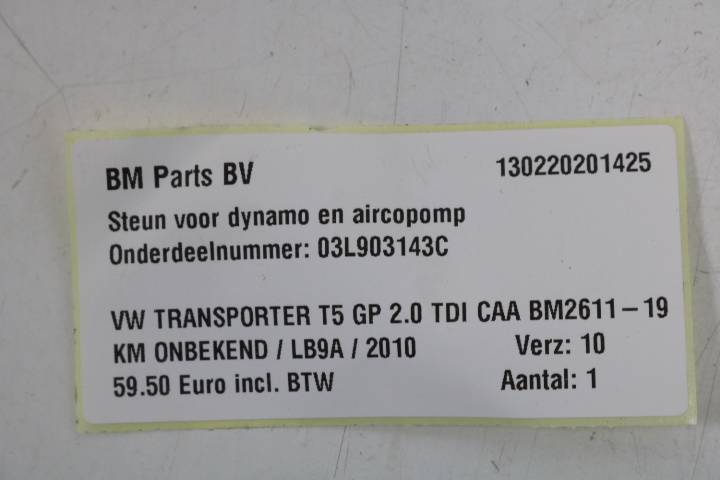 BM Parts BV 130220201425
Steun voor dynamo en aircopomp
Onderdeelnummer: 03L903143C
VW TRANSPORTER T5 GP 2.0 TDI CAA BM2611-19
KM ONBEKEND / LB9A / 2010 Verz: 10
59.50 Euro incl. BTW Aantal: 1